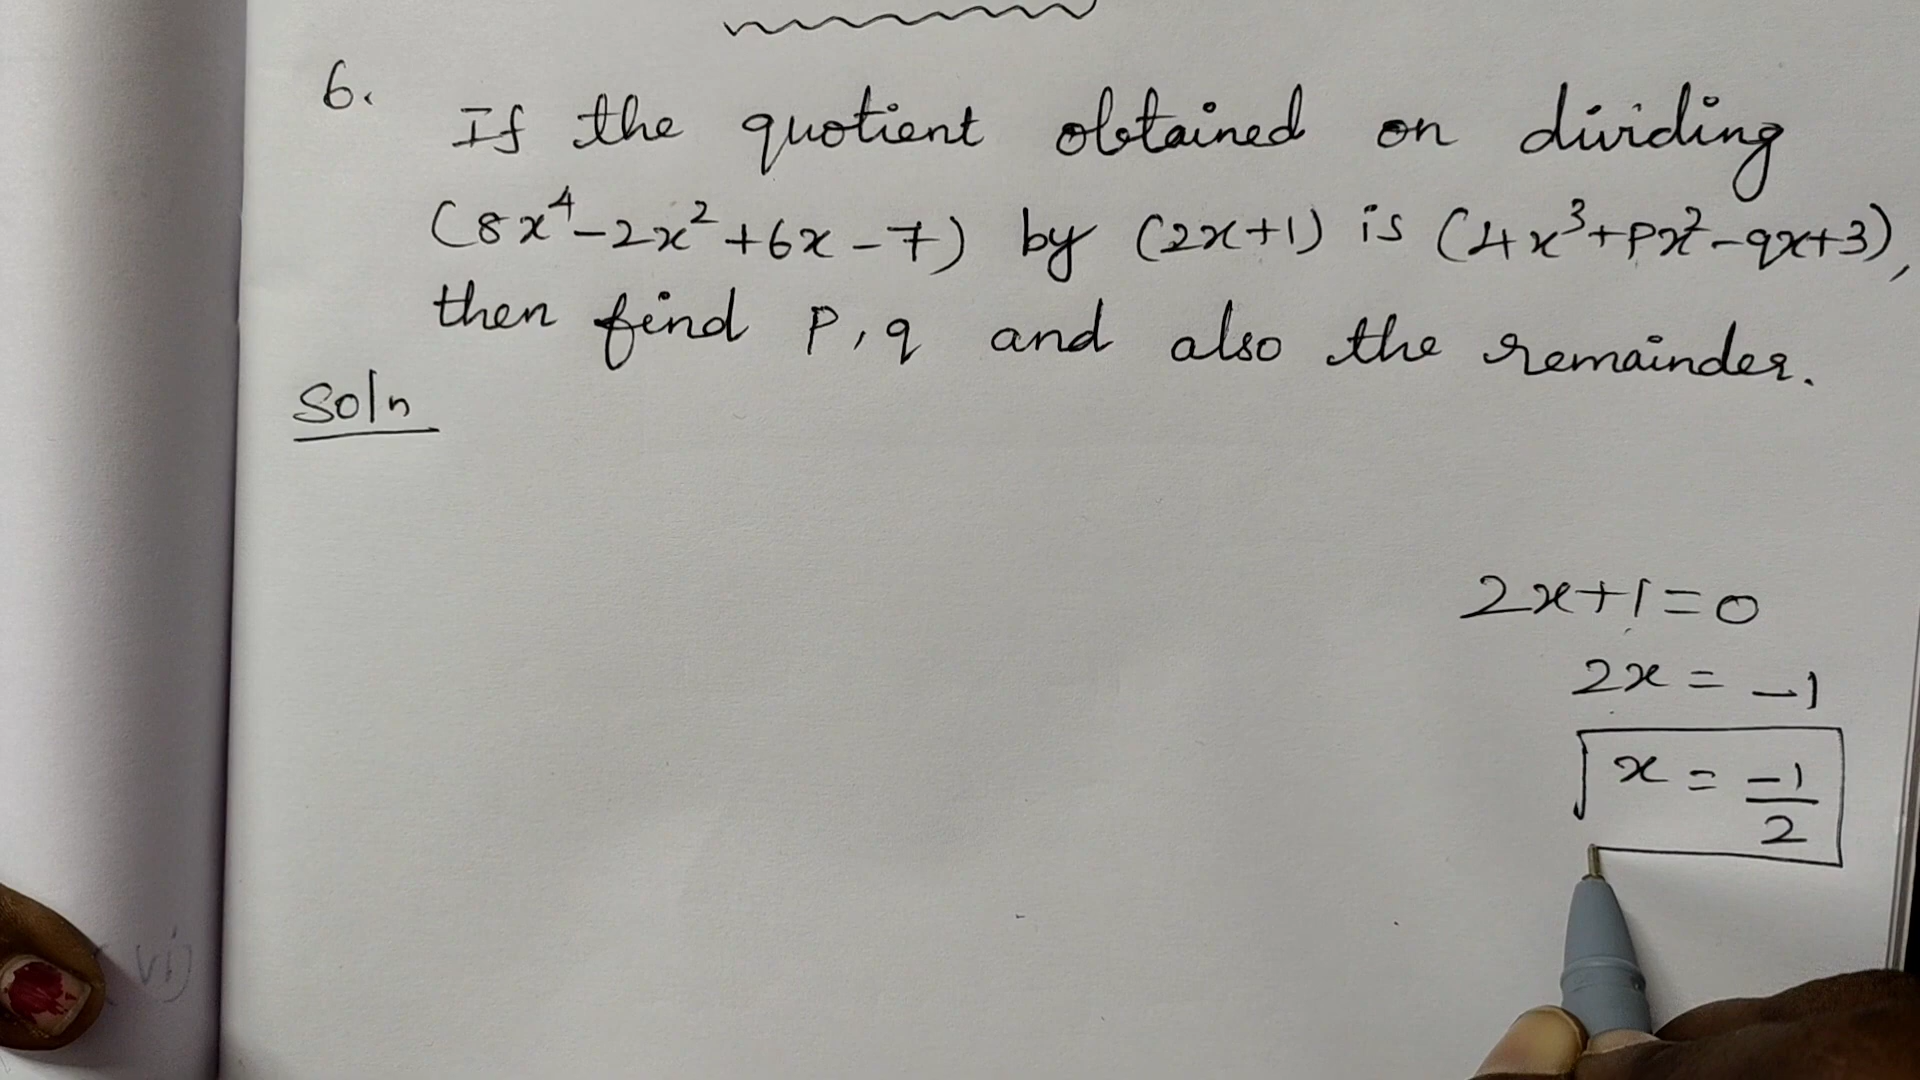 6.
If the quotient obtained on dividing
(8x⁴-2x²+6x-7) by (2x+1) is (4x³+px²-qx+3),
then find p, q and also the remainder.
Soln
2x+1=0
2x = -1
x = -1/2
vi)